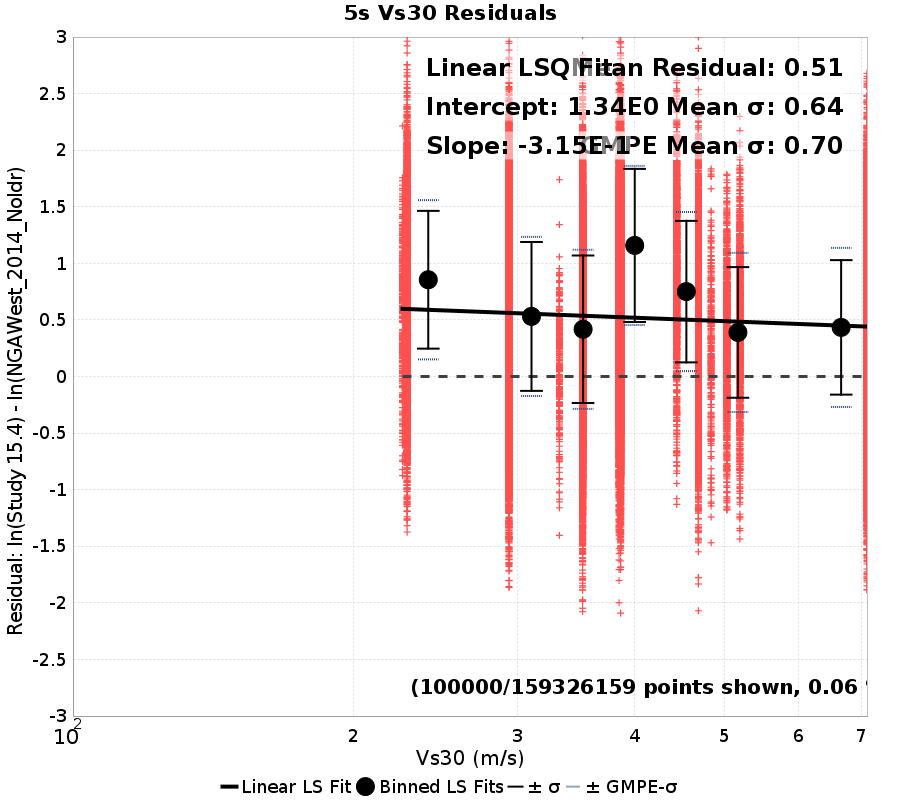 5s Vs30 Residuals
Residual: ln(Study 15.4) - ln(NGAWest_2014_NoIdr)
3
2.5
2
1.5
1
0.5
0
-0.5
-1
-1.5
-2
-2.5
-3
Linear LSQ Fit Mean Residual: 0.51
Intercept: 1.34E0 Mean σ: 0.64
Slope: -3.15E-1 GMPE Mean σ: 0.70
(100000/159326159 points shown, 0.06
10² 2 3 4 5 6 7
Vs30 (m/s)
Linear LS Fit Binned LS Fits ± σ ± GMPE-σ